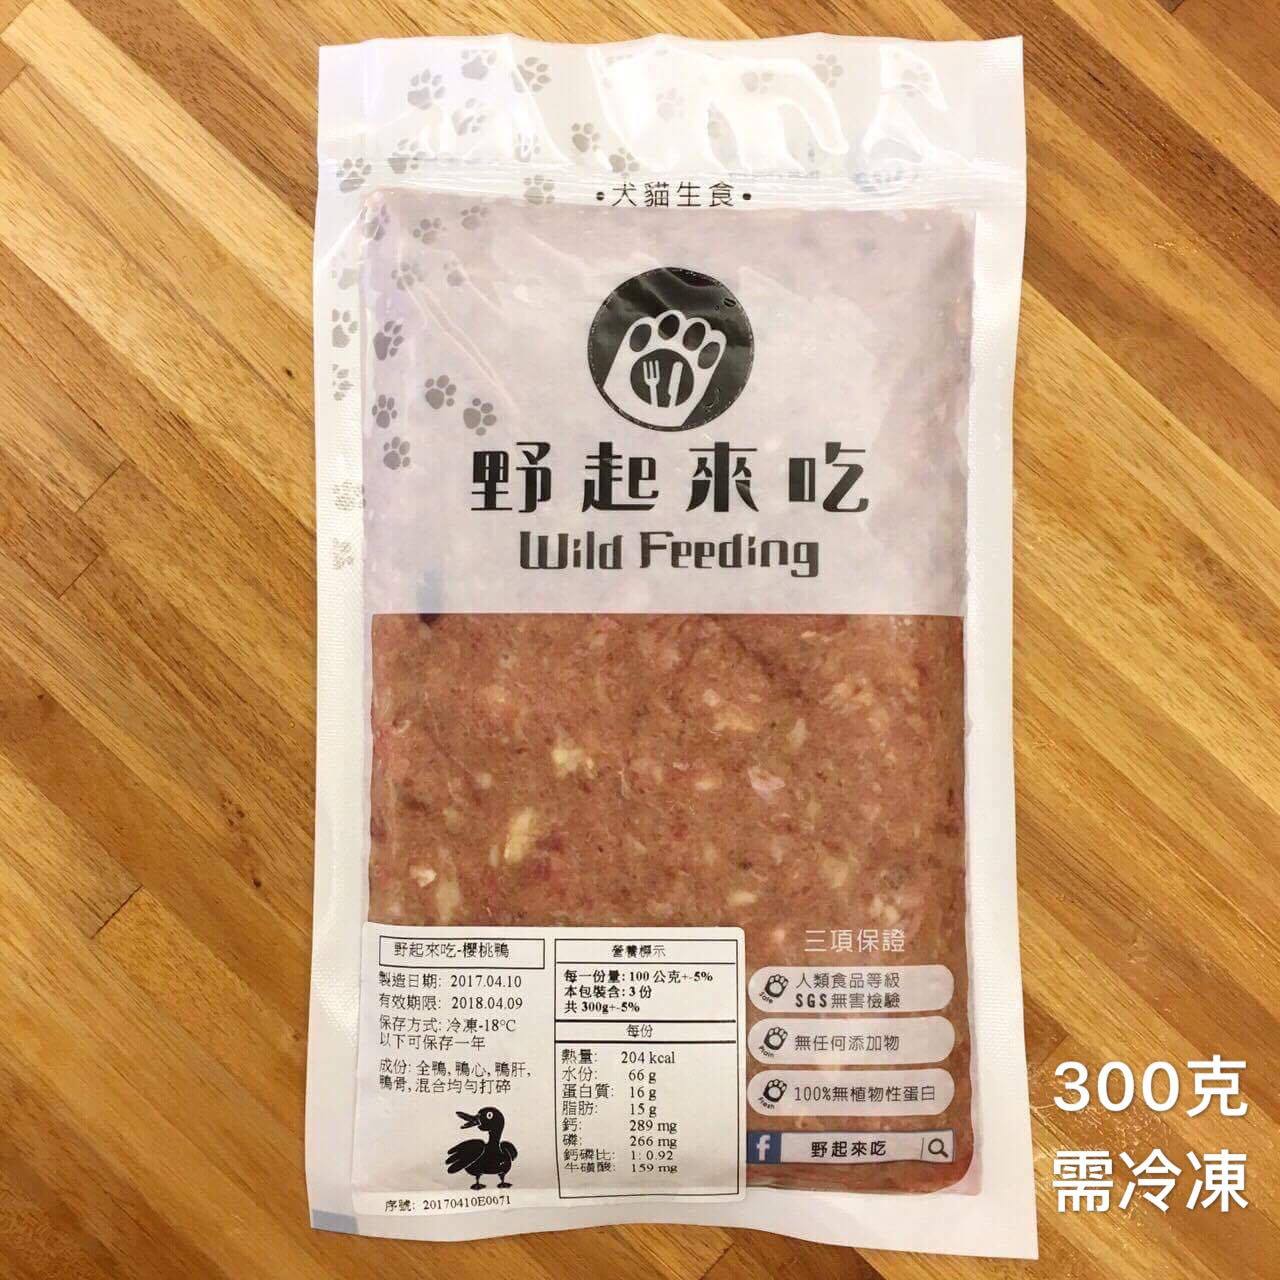 •犬貓生食•
野起來吃
Wild Feeding
野起來吃-櫻桃鴨
製造日期: 2017.04.10
有效期限: 2018.04.09
保存方式: 冷凍-18°C
以下可保存一年
成份: 全鴨, 鴨心, 鴨肝,
鴨骨, 混合均勻打碎
序號: 20170410E0071
營養標示
每一份量: 100 公克+-5%
本包裝含: 3 份
共 300g+-5%
每份
熱量: 204 kcal
水份: 66 g
蛋白質: 16 g
脂肪: 15 g
鈣: 289 mg
磷: 266 mg
鈣磷比: 1: 0.92
牛磺酸: 159 mg
三項保證
Safe
人類食品等級
SGS無害檢驗
Plain
無任何添加物
Fresh
100%無植物性蛋白
f 野起來吃
300克
需冷凍